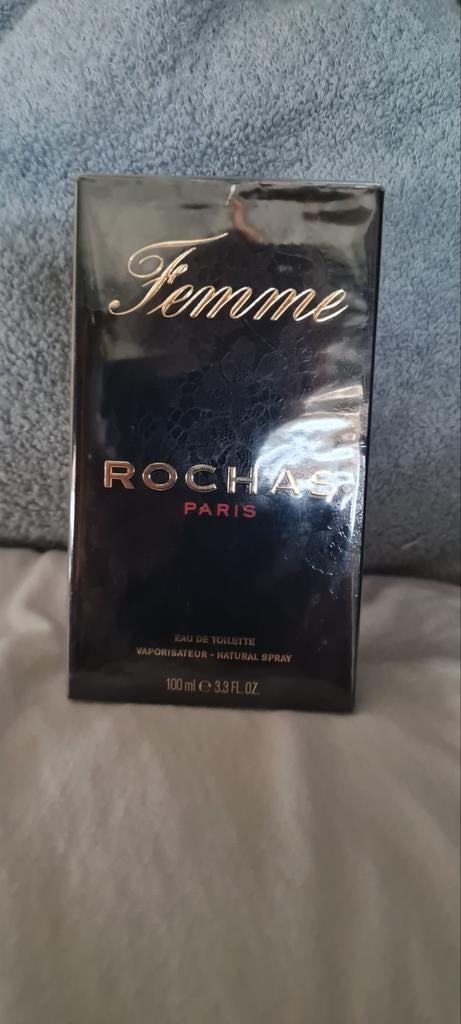 Femme
ROCHAS
PARIS
EAU DE TOILETTE
VAPORISATEUR - NATURAL SPRAY
100 ml ℮ 3.3 FL. OZ.